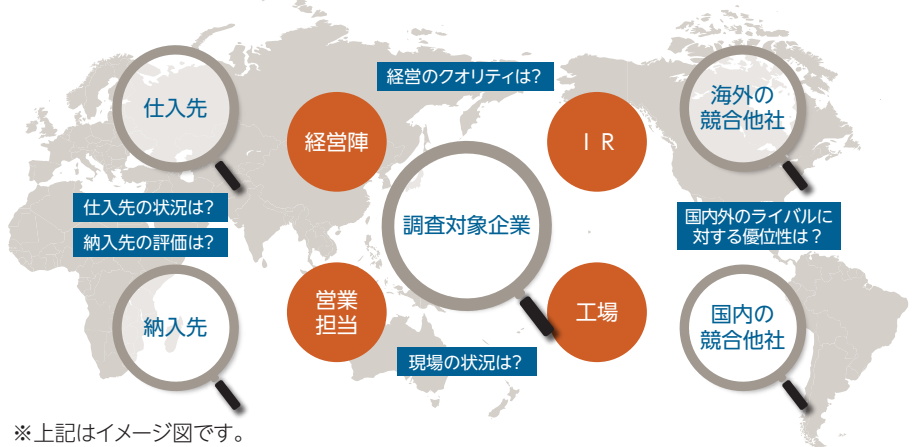 経営のクオリティは?
仕入先
経営陣
I R
海外の
競合他社
調査対象企業
仕入先の状況は?
納入先の評価は?
国内外のライバルに
対する優位性は？
納入先
営業
担当
工場
国内の
競合他社
現場の状況は?
※上記はイメージ図です。